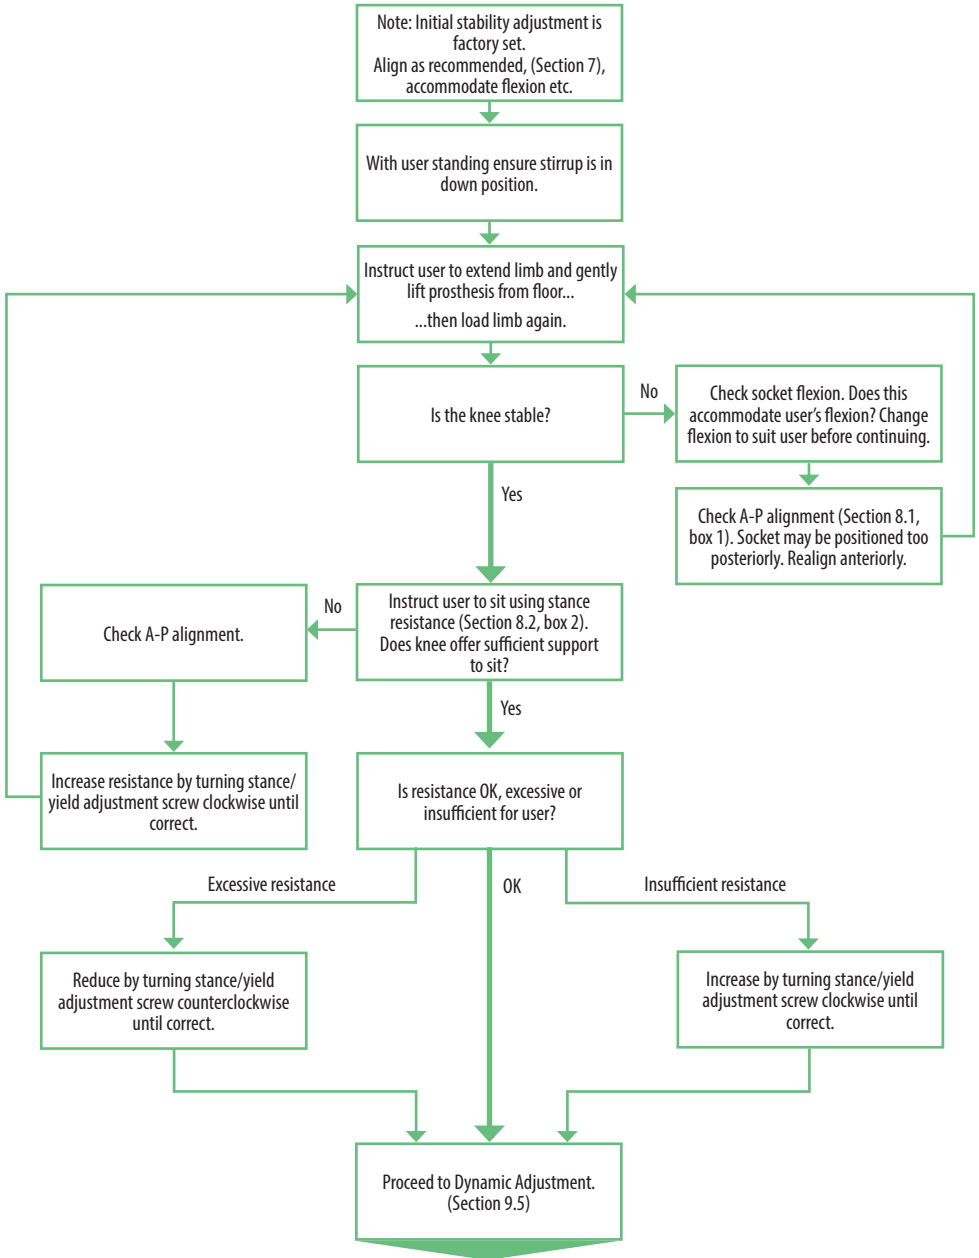 Note: Initial stability adjustment is
factory set.
Align as recommended, (Section 7),
accommodate flexion etc.
With user standing ensure stirrup is in
down position.
Instruct user to extend limb and gently
lift prosthesis from floor...
...then load limb again.
Is the knee stable?
No
Check socket flexion. Does this
accommodate user's flexion? Change
flexion to suit user before continuing.
Yes
Check A-P alignment (Section 8.1,
box 1). Socket may be positioned too
posteriorly. Realign anteriorly.
Instruct user to sit using stance
resistance (Section 8.2, box 2).
Does knee offer sufficient support
to sit?
No
Check A-P alignment.
Yes
Increase resistance by turning stance/
yield adjustment screw clockwise until
correct.
Is resistance OK, excessive or
insufficient for user?
Excessive resistance
OK
Insufficient resistance
Reduce by turning stance/yield
adjustment screw counterclockwise
until correct.
Increase by turning stance/yield
adjustment screw clockwise until
correct.
Proceed to Dynamic Adjustment.
(Section 9.5)